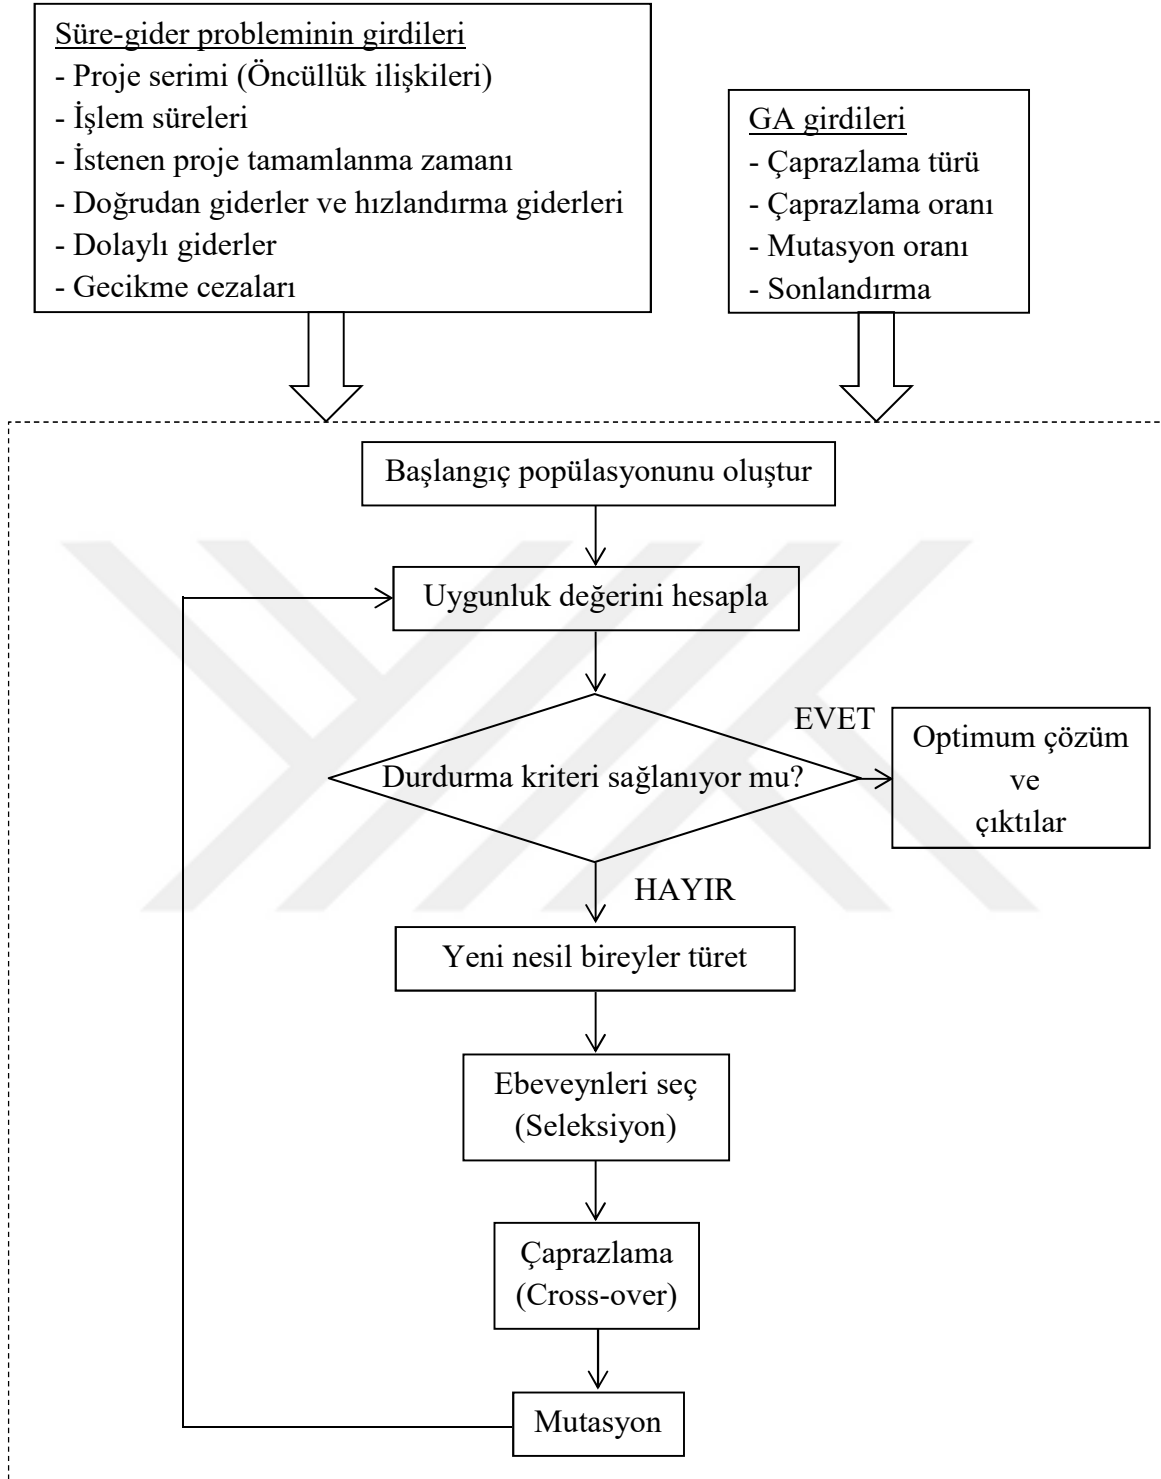 Süre-gider probleminin girdileri
- Proje serimi (Öncüllük ilişkileri)
- İşlem süreleri
- İstenen proje tamamlanma zamanı
- Doğrudan giderler ve hızlandırma giderleri
- Dolaylı giderler
- Gecikme cezaları
GA girdileri
- Çaprazlama türü
- Çaprazlama oranı
- Mutasyon oranı
- Sonlandırma
Başlangıç popülasyonunu oluştur
Uygunluk değerini hesapla
Durdurma kriteri sağlanıyor mu?
EVET
Optimum çözüm
ve
çıktılar
HAYIR
Yeni nesil bireyler türet
Ebeveynleri seç
(Seleksiyon)
Çaprazlama
(Cross-over)
Mutasyon